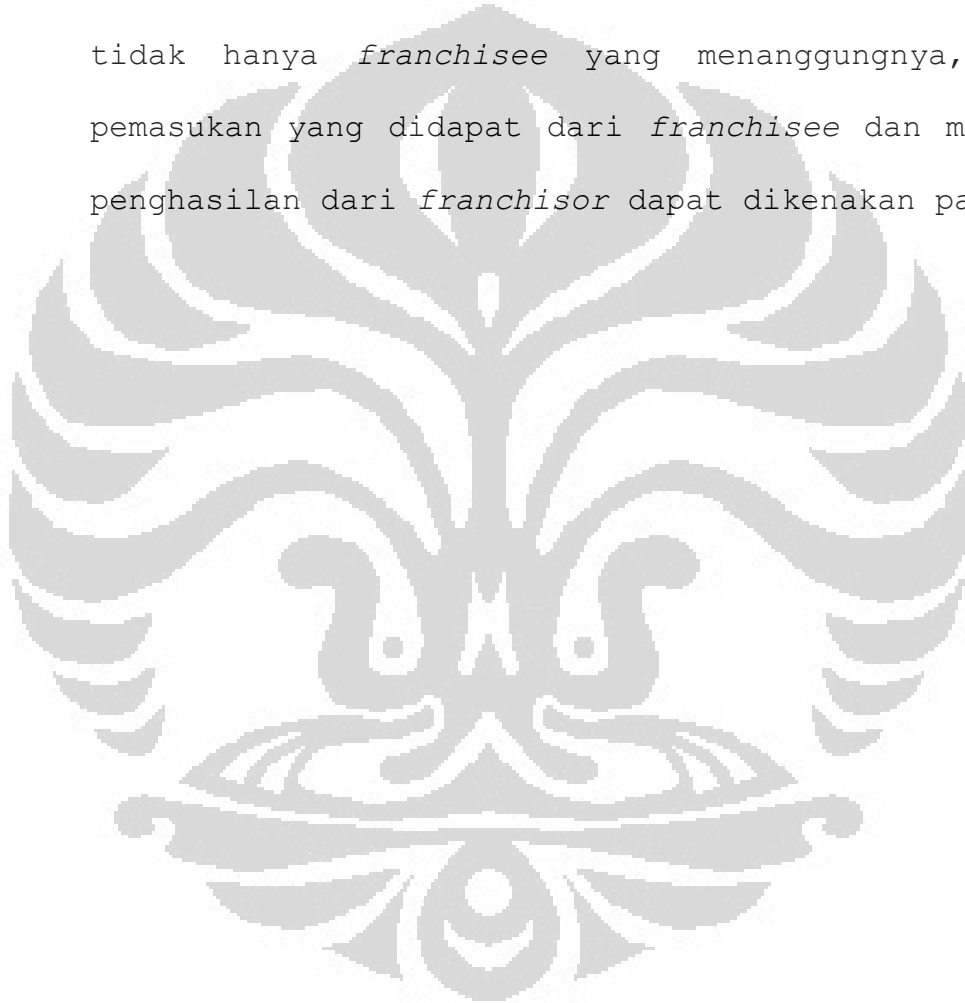 tidak hanya franchisee yang menanggungnya,
pemasukan yang didapat dari franchisee dan
penghasilan dari franchisor dapat dikenakan